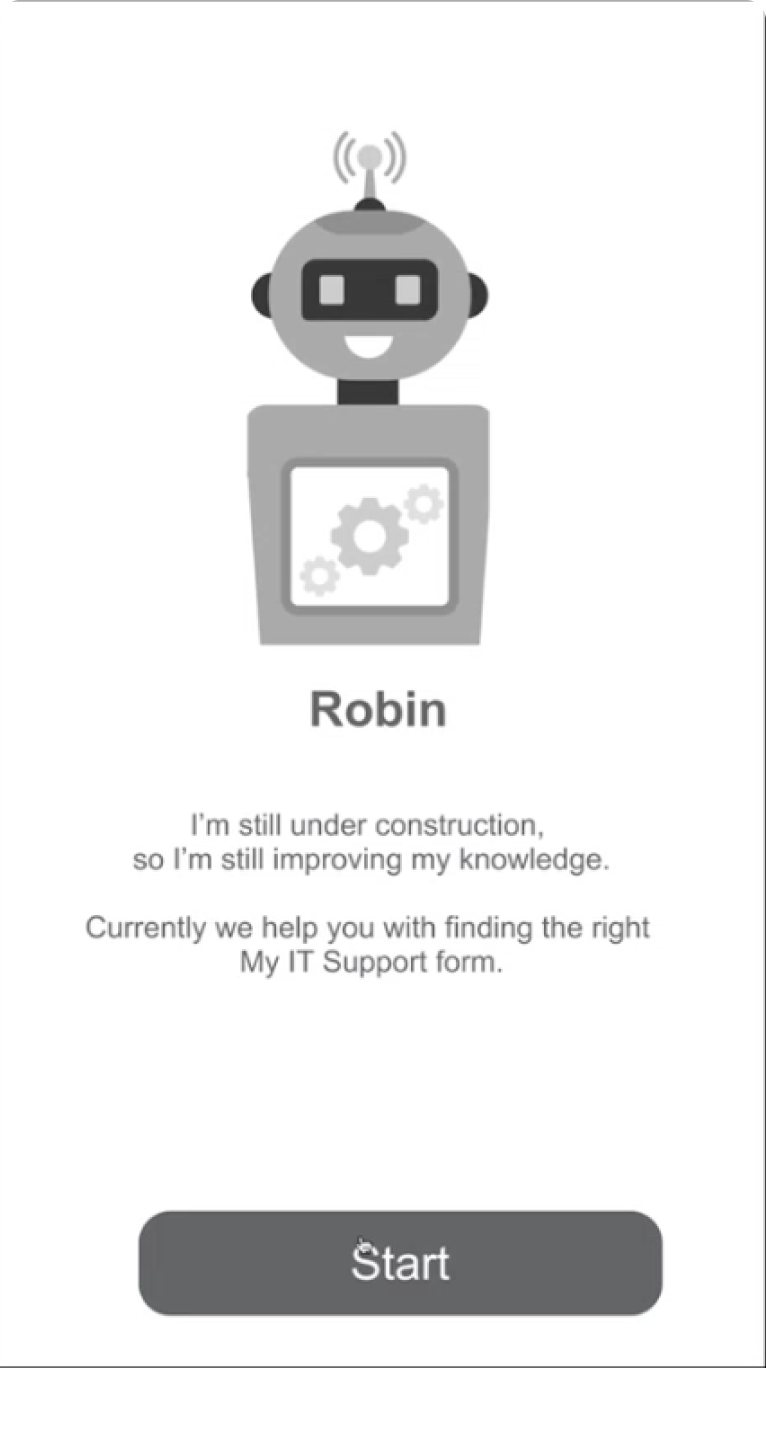 Robin
I'm still under construction,
so I'm still improving my knowledge.
Currently we help you with finding the right
My IT Support form.
Start